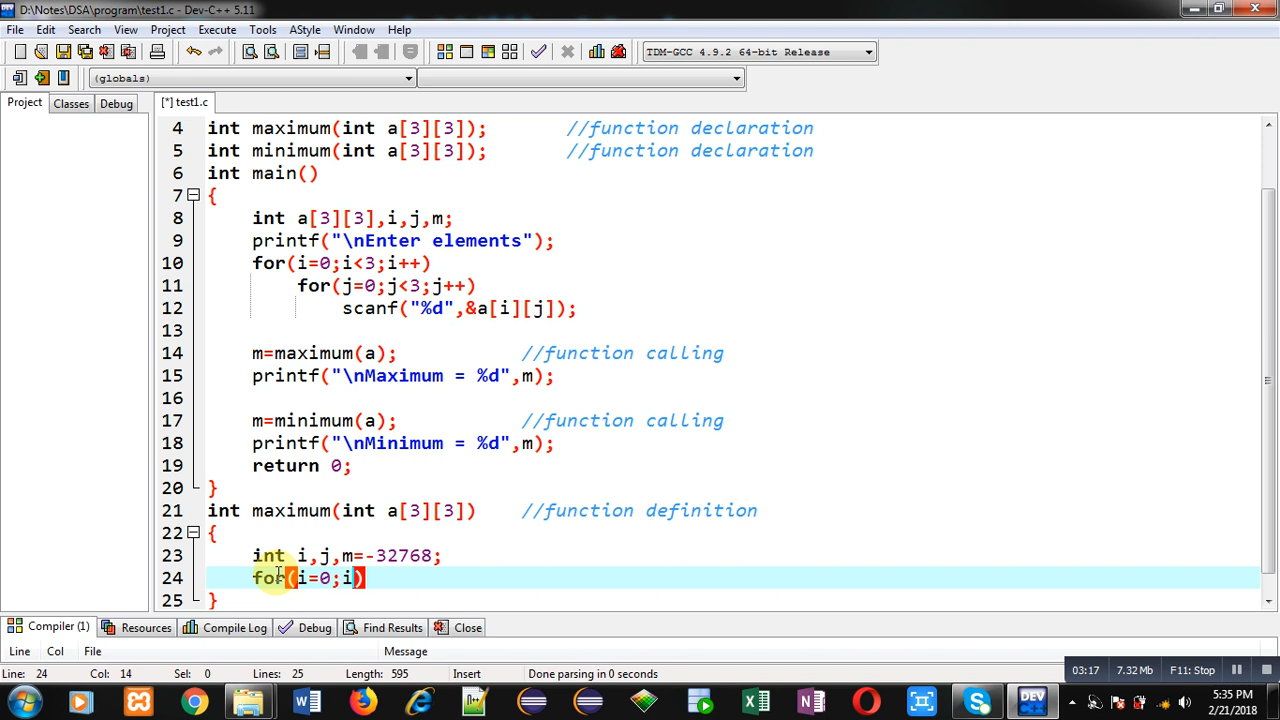 D:\Notes\DSA\program\test1.c - Dev-C++ 5.11
File Edit Search View Project Execute Tools AStyle Window Help
TDM-GCC 4.9.2 64-bit Release
(globals)
Project Classes Debug [*] test1.c
4 int maximum(int a[3][3]); //function declaration
5 int minimum(int a[3][3]); //function declaration
6 int main()
7 {
8 int a[3][3],i,j,m;
9 printf("\nEnter elements");
10 for(i=0;i<3;i++)
11 for(j=0;j<3;j++)
12 scanf("%d",&a[i][j]);
13
14 m=maximum(a); //function calling
15 printf("\nMaximum = %d",m);
16
17 m=minimum(a); //function calling
18 printf("\nMinimum = %d",m);
19 return 0;
20 }
21 int maximum(int a[3][3]) //function definition
22 {
23 int i,j,m=-32768;
24 for(i=0;i)
25 }
Compiler (1) Resources Compile Log Debug Find Results Close
Line Col File Message
Line: 24 Col: 14 Sel: 0 Lines: 25 Length: 595 Insert Done parsing in 0 seconds
03:17 7.32 Mb F11: Stop
DEV
5:35 PM
2/21/2018